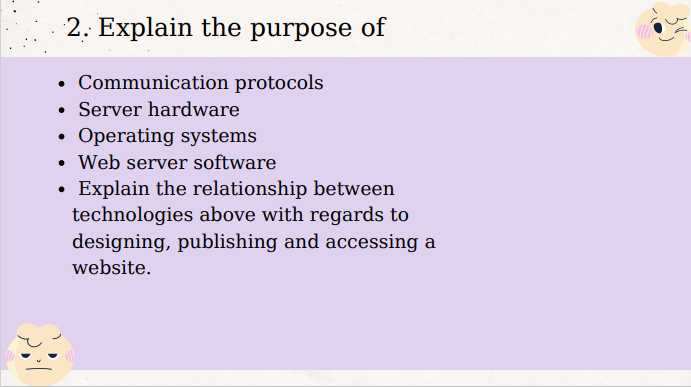 2. Explain the purpose of
• Communication protocols
• Server hardware
• Operating systems
• Web server software
• Explain the relationship between
technologies above with regards to
designing, publishing and accessing a
website.